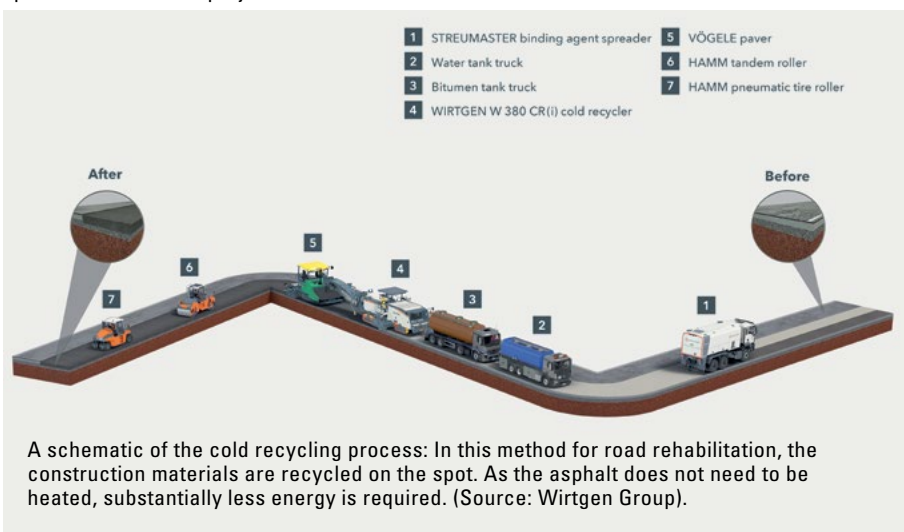 1 STREUMASTER binding agent spreader
2 Water tank truck
3 Bitumen tank truck
4 WIRTGEN W 380 CR(i) cold recycler
5 VÖGELE paver
6 HAMM tandem roller
7 HAMM pneumatic tire roller
After
Before
7
6
5
4
3
2
1
A schematic of the cold recycling process: In this method for road rehabilitation, the
construction materials are recycled on the spot. As the asphalt does not need to be
heated, substantially less energy is required. (Source: Wirtgen Group).